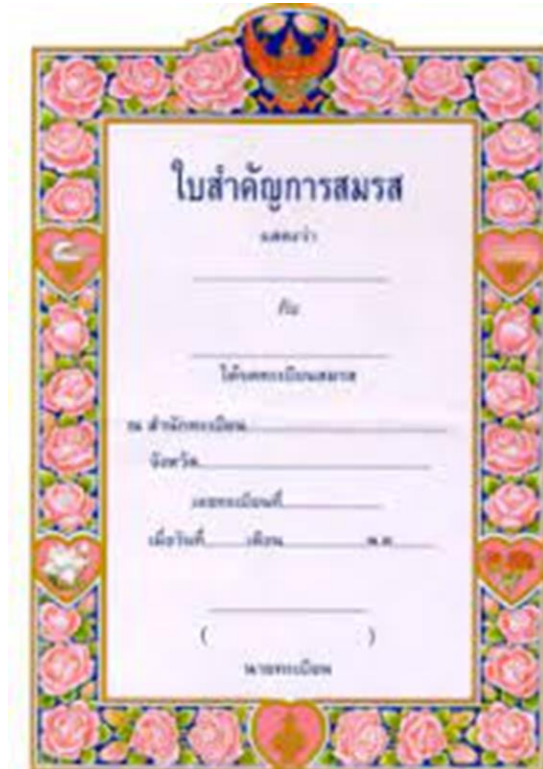 ใบสำคัญการสมรส
แสดงว่า
กับ
ได้จดทะเบียนสมรส
ณ สำนักทะเบียน
จังหวัด
เลขทะเบียนที่
เมื่อวันที่ เดือน พ.ศ.
( )
นายทะเบียน